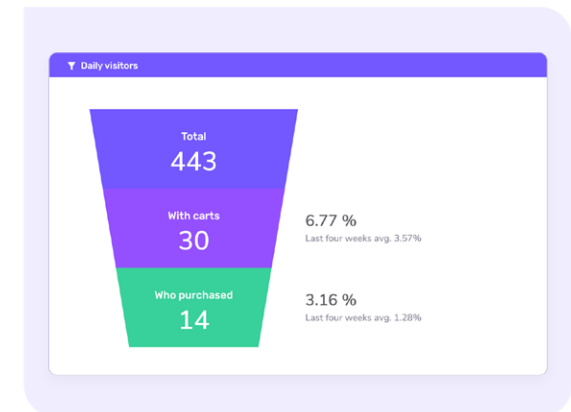 Daily visitors
Total
443
With carts
30
6.77 %
Last four weeks avg. 3.57%
Who purchased
14
3.16 %
Last four weeks avg. 1.28%